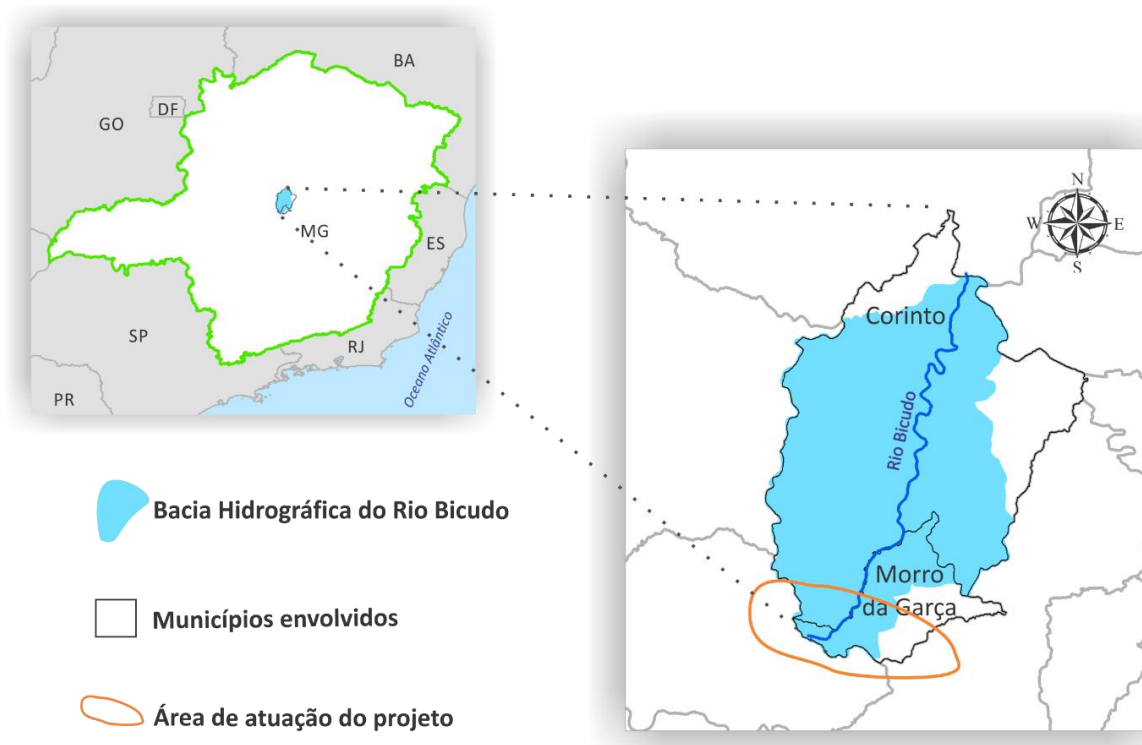 BA
DF
GO
MG
ES
SP
RJ
PR
Oceano Atlântico
N
W E
S
Corinto
Rio Bicudo
Morro
da Garça
Bacia Hidrográfica do Rio Bicudo
Municípios envolvidos
Área de atuação do projeto